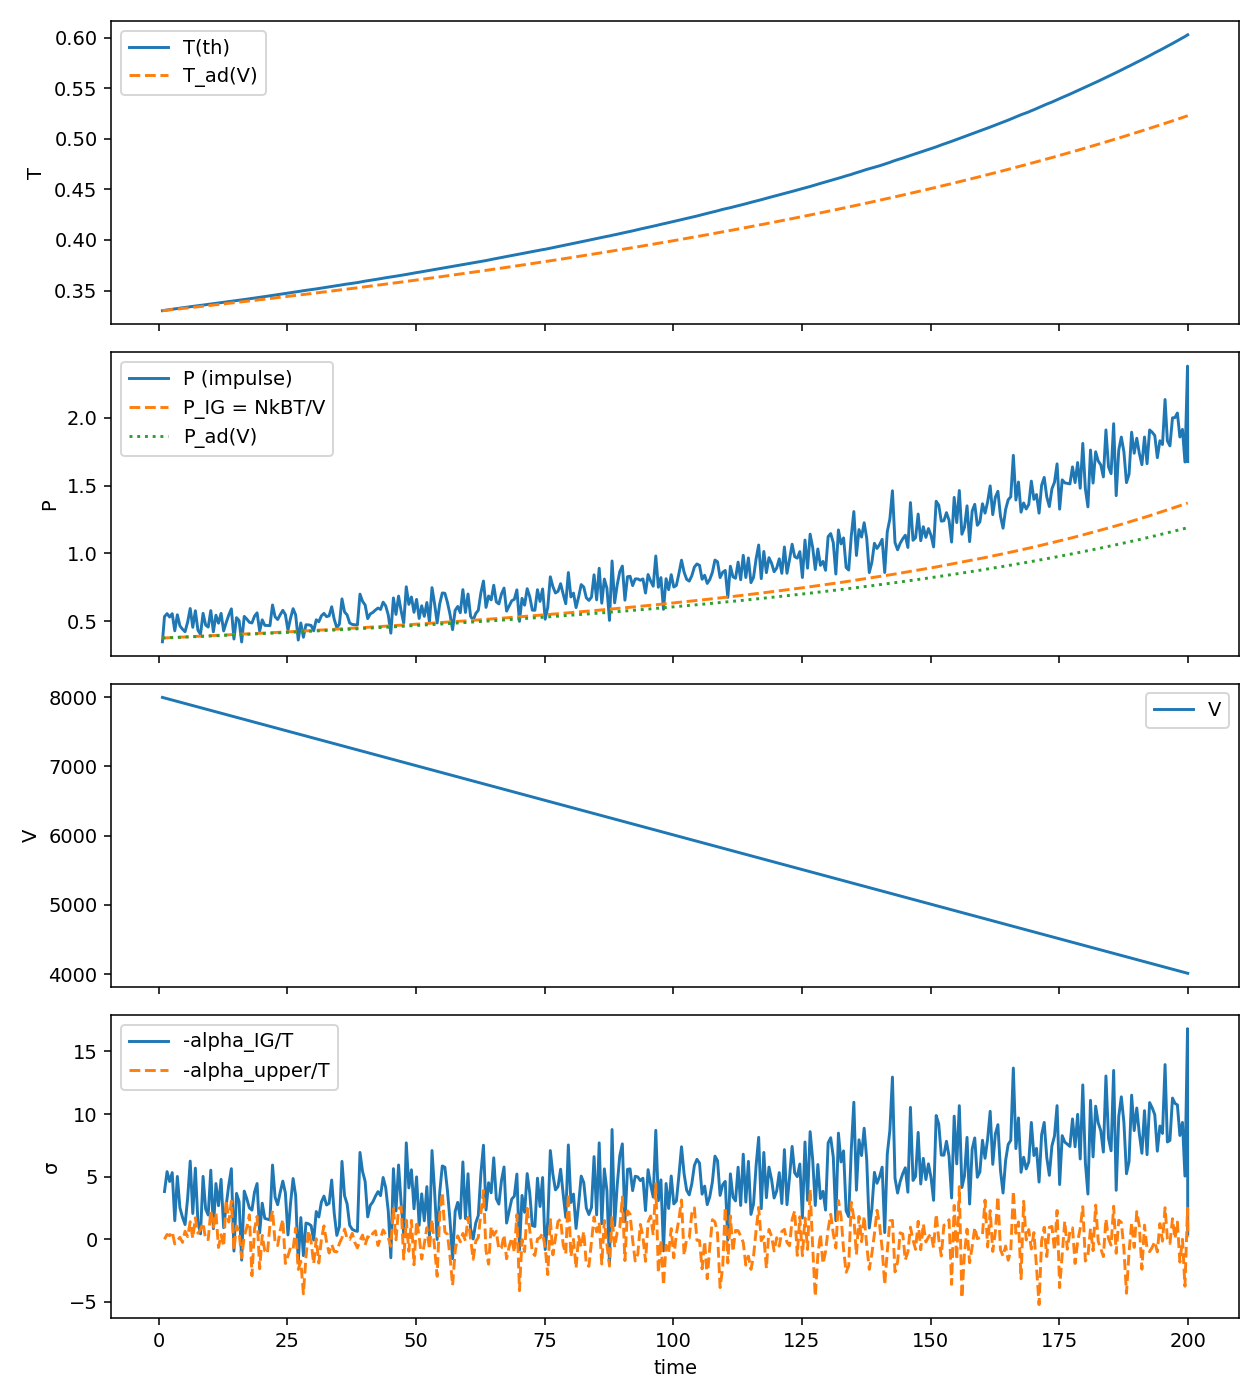 T(th)
T_ad(V)
0.60
0.55
0.50
0.45
0.40
0.35
T
P (impulse)
P_IG = NkBT/V
P_ad(V)
2.0
1.5
1.0
0.5
P
V
8000
7000
6000
5000
4000
V
-alpha_IG/T
-alpha_upper/T
15
10
5
0
−5
σ
0 25 50 75 100 125 150 175 200
time